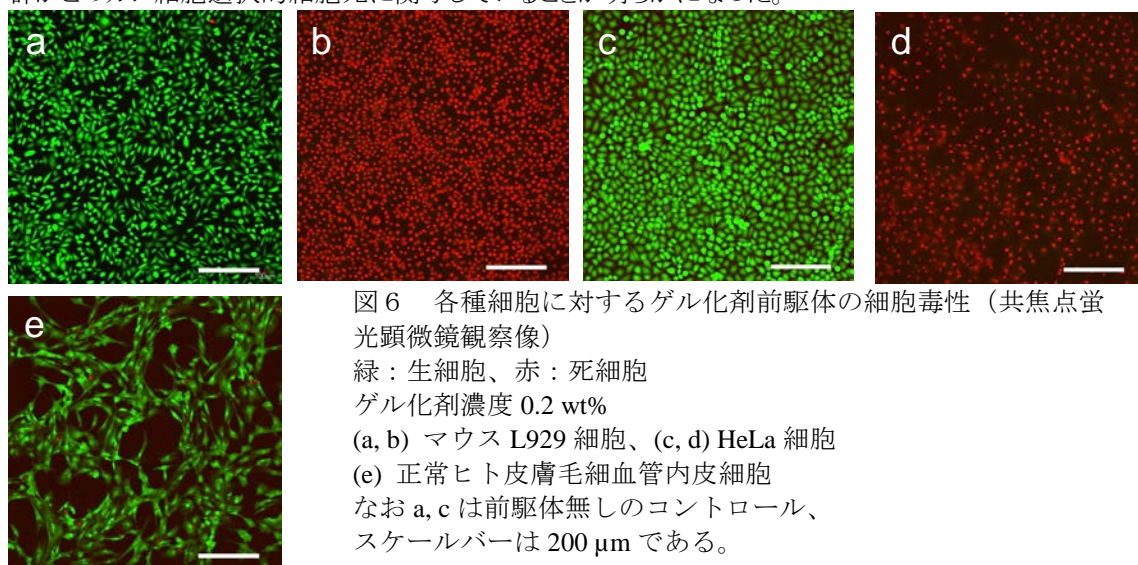 a
b
c
d
e
図6 各種細胞に対するゲル化剤前駆体の細胞毒性(共焦点蛍
光顕微鏡観察像)
緑:生細胞、赤:死細胞
ゲル化剤濃度 0.2 wt%
(a, b) マウス L929 細胞、(c, d) HeLa 細胞
(e) 正常ヒト皮膚毛細血管内皮細胞
なお a, c は前駆体無しのコントロール、
スケールバーは 200 µm である。